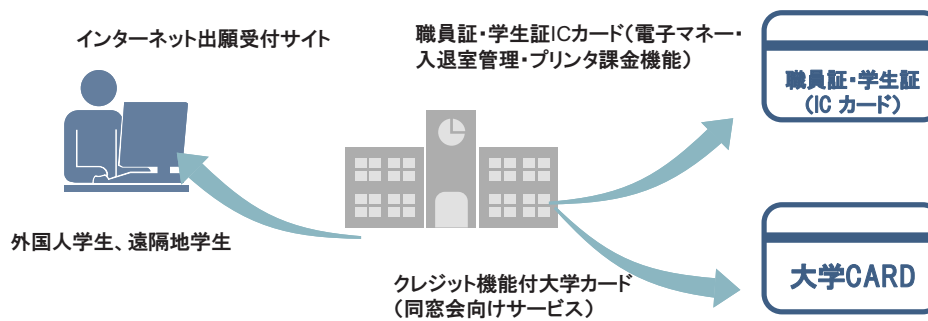 インターネット出願受付サイト
職員証・学生証ICカード(電子マネー・
入退室管理・プリンタ課金機能)
職員証・学生証
(IC カード)
外国人学生、遠隔地学生
クレジット機能付大学カード
(同窓会向けサービス)
大学CARD